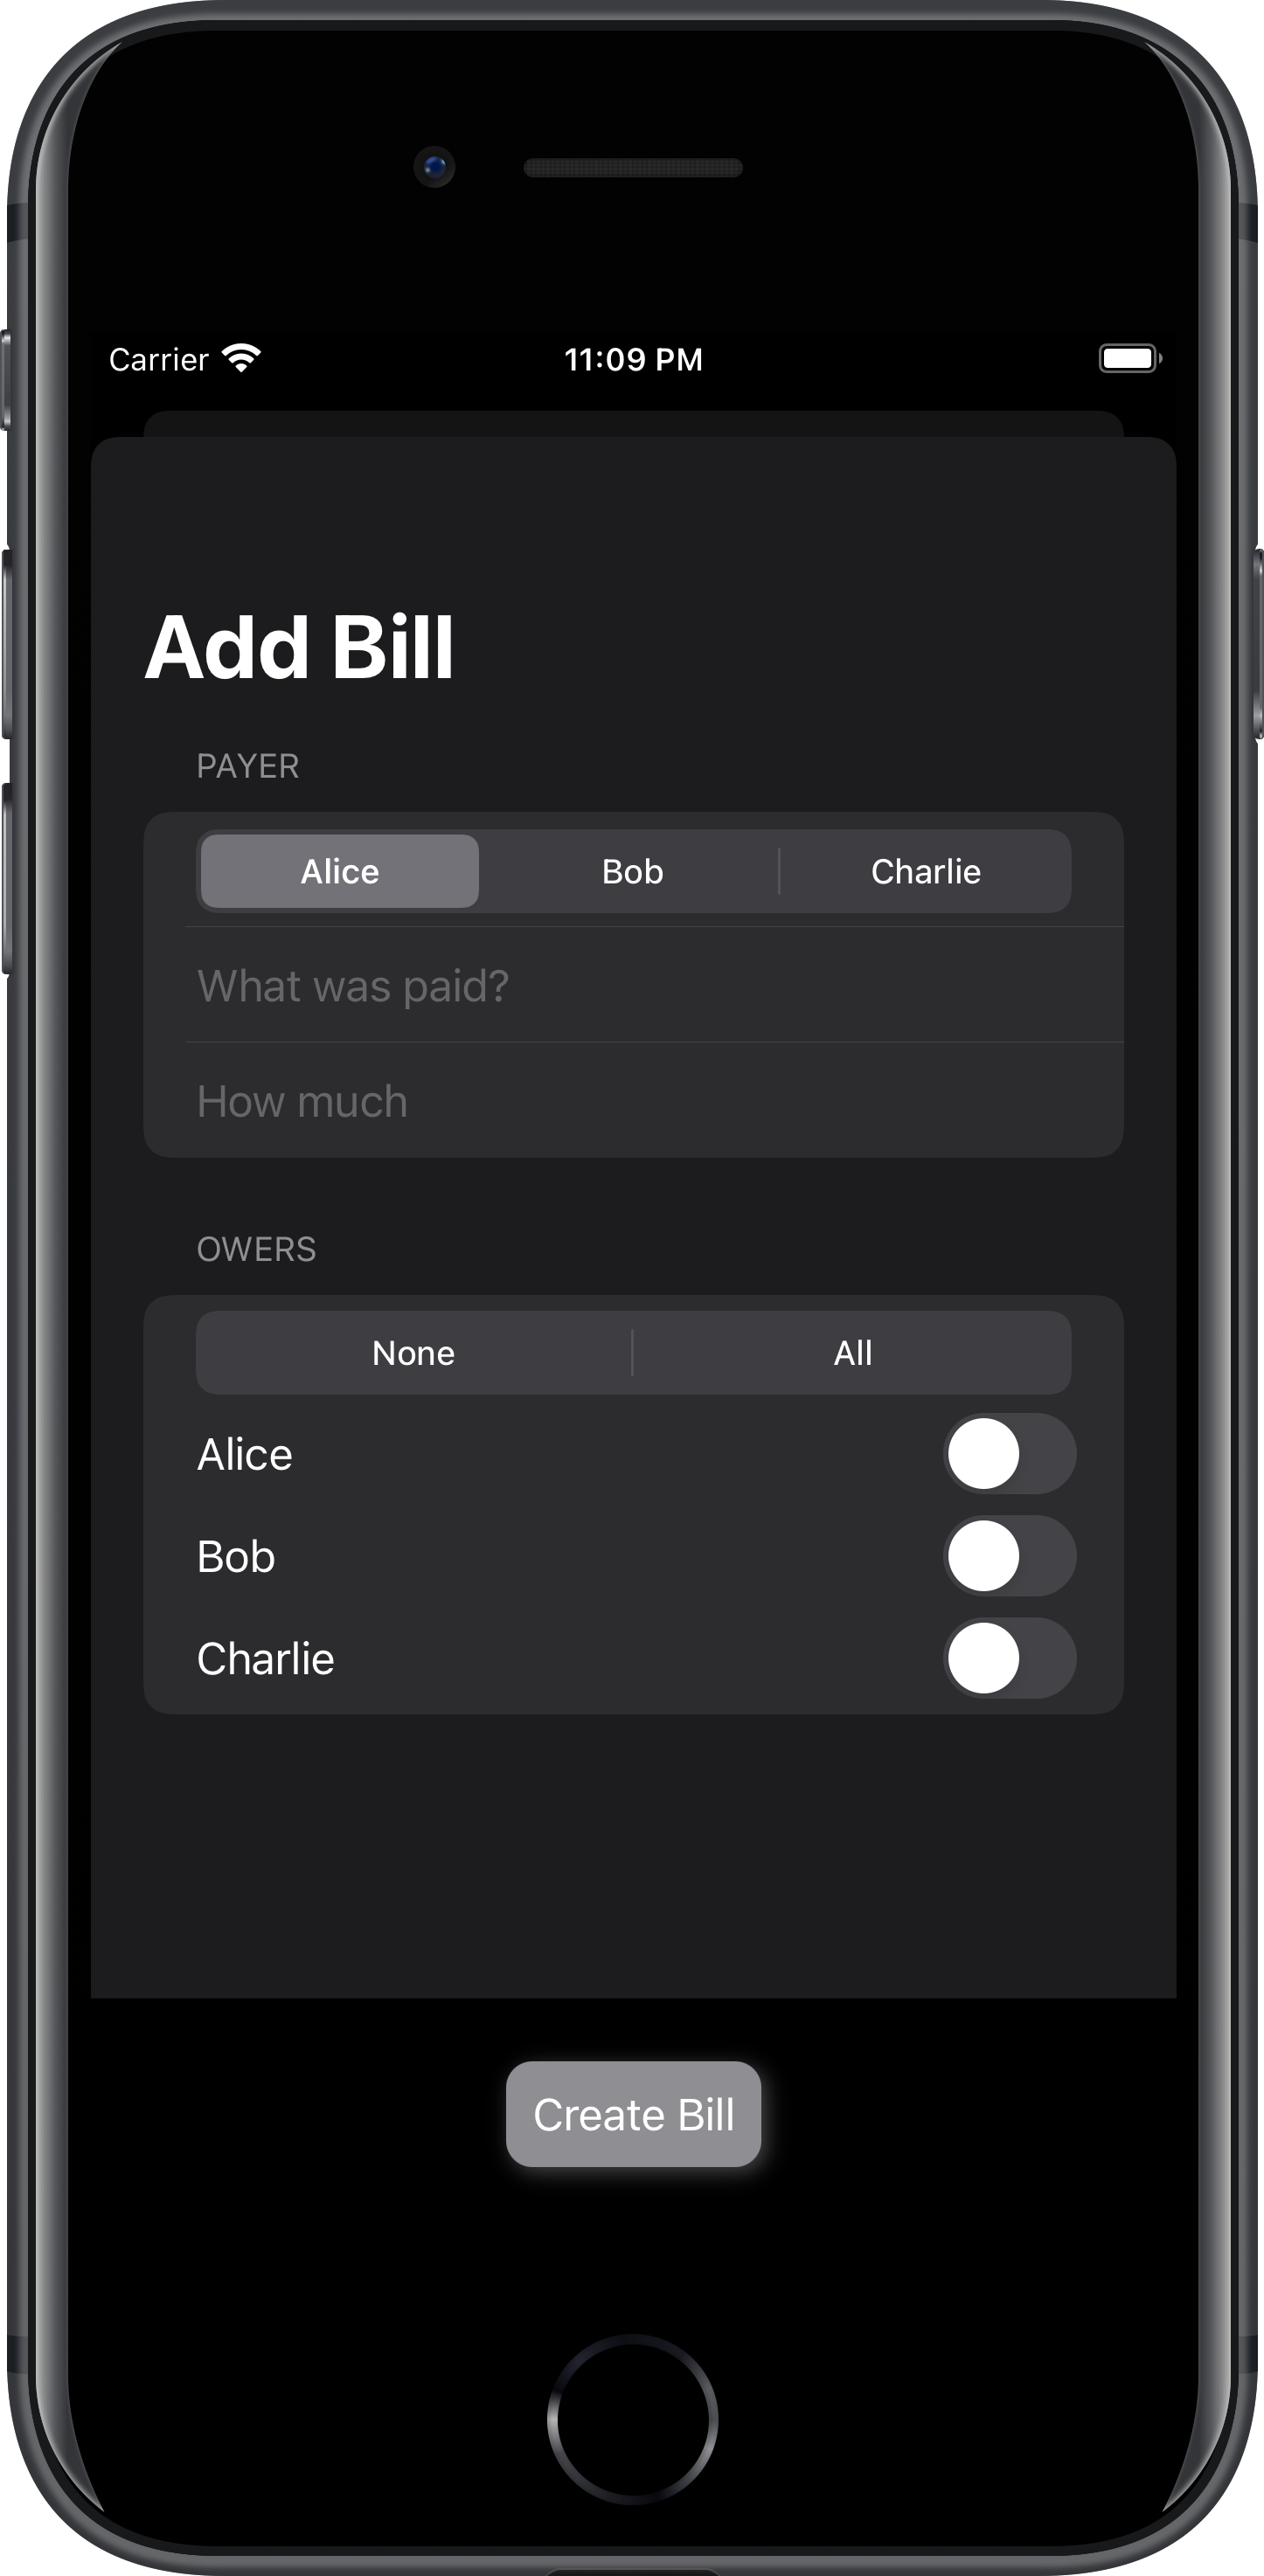 Carrier 11:09 PM
Add Bill
PAYER
Alice Bob Charlie
What was paid?
How much
OWERS
None All
Alice
Bob
Charlie
Create Bill